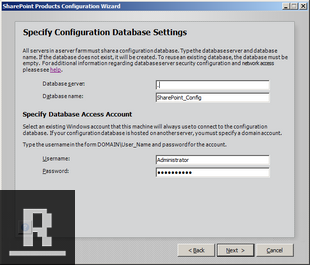 SharePoint Products Configuration Wizard
Specify Configuration Database Settings
All servers in a server farm must share a configuration database. Type the database server and database
name. If the database does not exist, it will be created. To reuse an existing database, the database must
be empty. For additional information regarding database server security configuration and network access
please see help.
Database server: .
Database name: SharePoint_Config
Specify Database Access Account
Select an existing Windows account that this machine will always use to connect to the configuration
database. If your configuration database is hosted on another server, you must specify a domain account.
Type the username in the form DOMAIN\User_Name and password for the account.
Username: Administrator
Password: ●●●●●●●●●●
R
< Back Next > Cancel